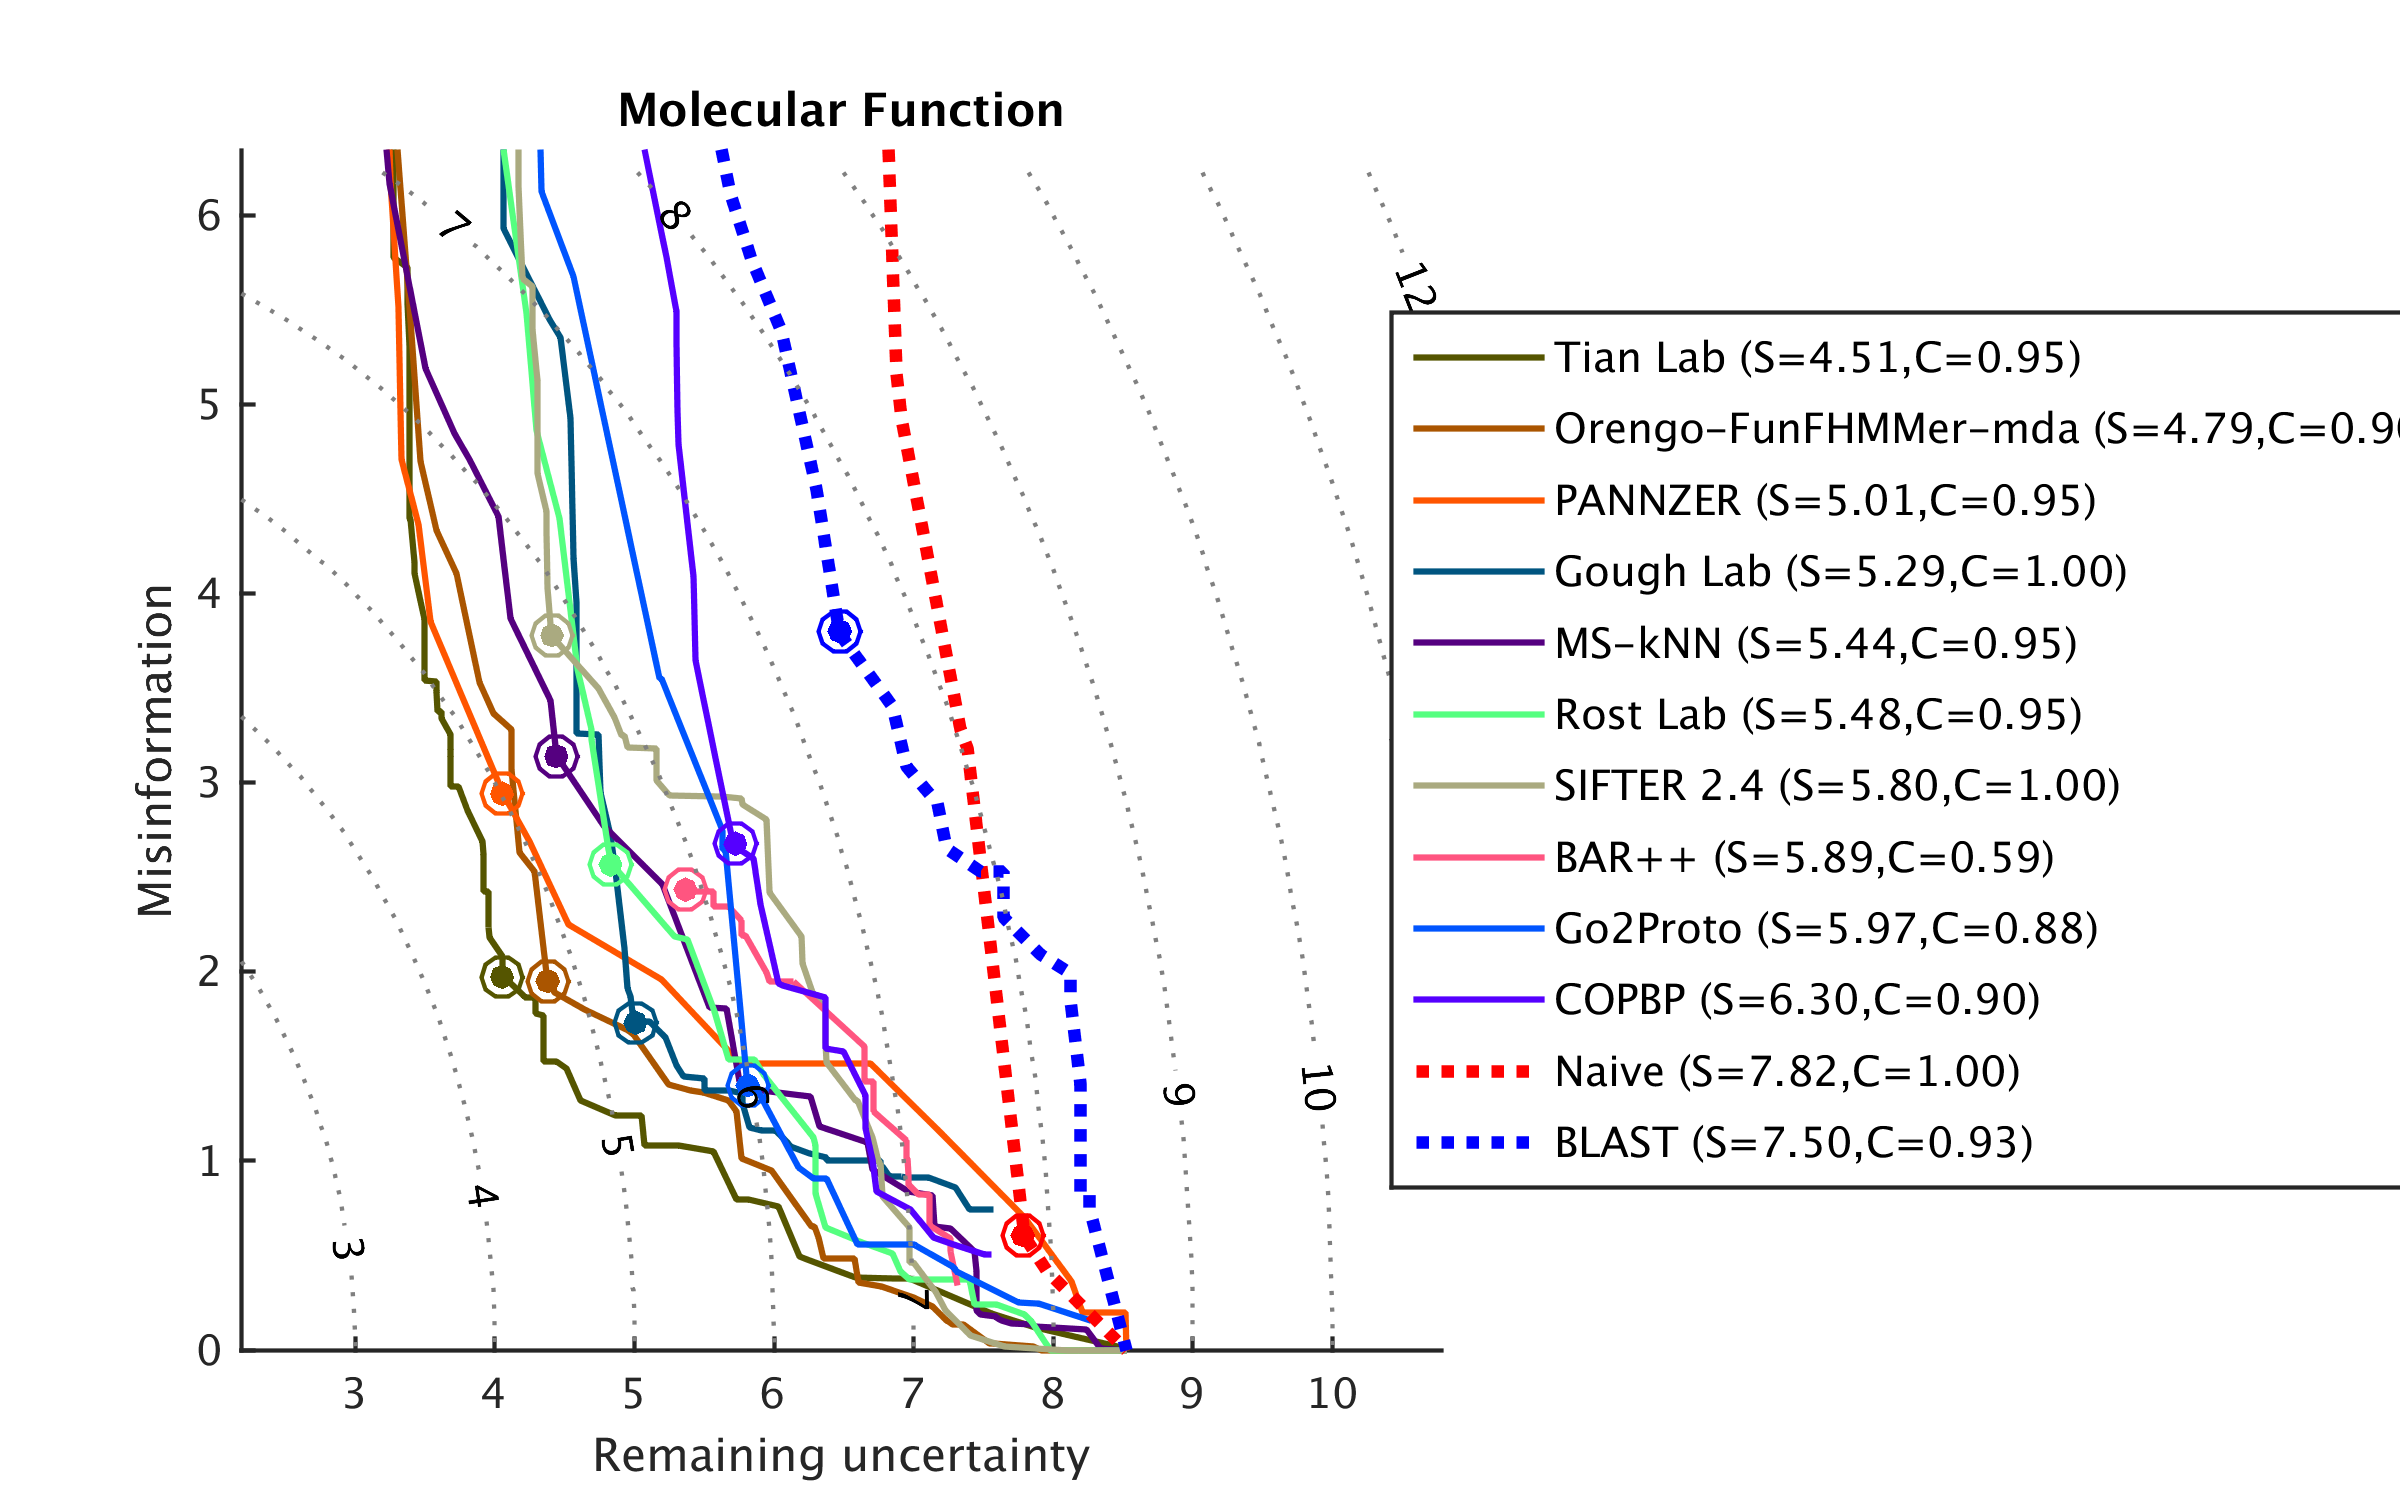 Molecular Function
Misinformation
6
5
4
3
2
1
0
3
4
5
6
7
8
9
10
Remaining uncertainty
7
8
12
3
4
5
6
7
9
10
Tian Lab (S=4.51,C=0.95)
Orengo-FunFHMMer-mda (S=4.79,C=0.9
PANNZER (S=5.01,C=0.95)
Gough Lab (S=5.29,C=1.00)
MS-kNN (S=5.44,C=0.95)
Rost Lab (S=5.48,C=0.95)
SIFTER 2.4 (S=5.80,C=1.00)
BAR++ (S=5.89,C=0.59)
Go2Proto (S=5.97,C=0.88)
COPBP (S=6.30,C=0.90)
Naive (S=7.82,C=1.00)
BLAST (S=7.50,C=0.93)